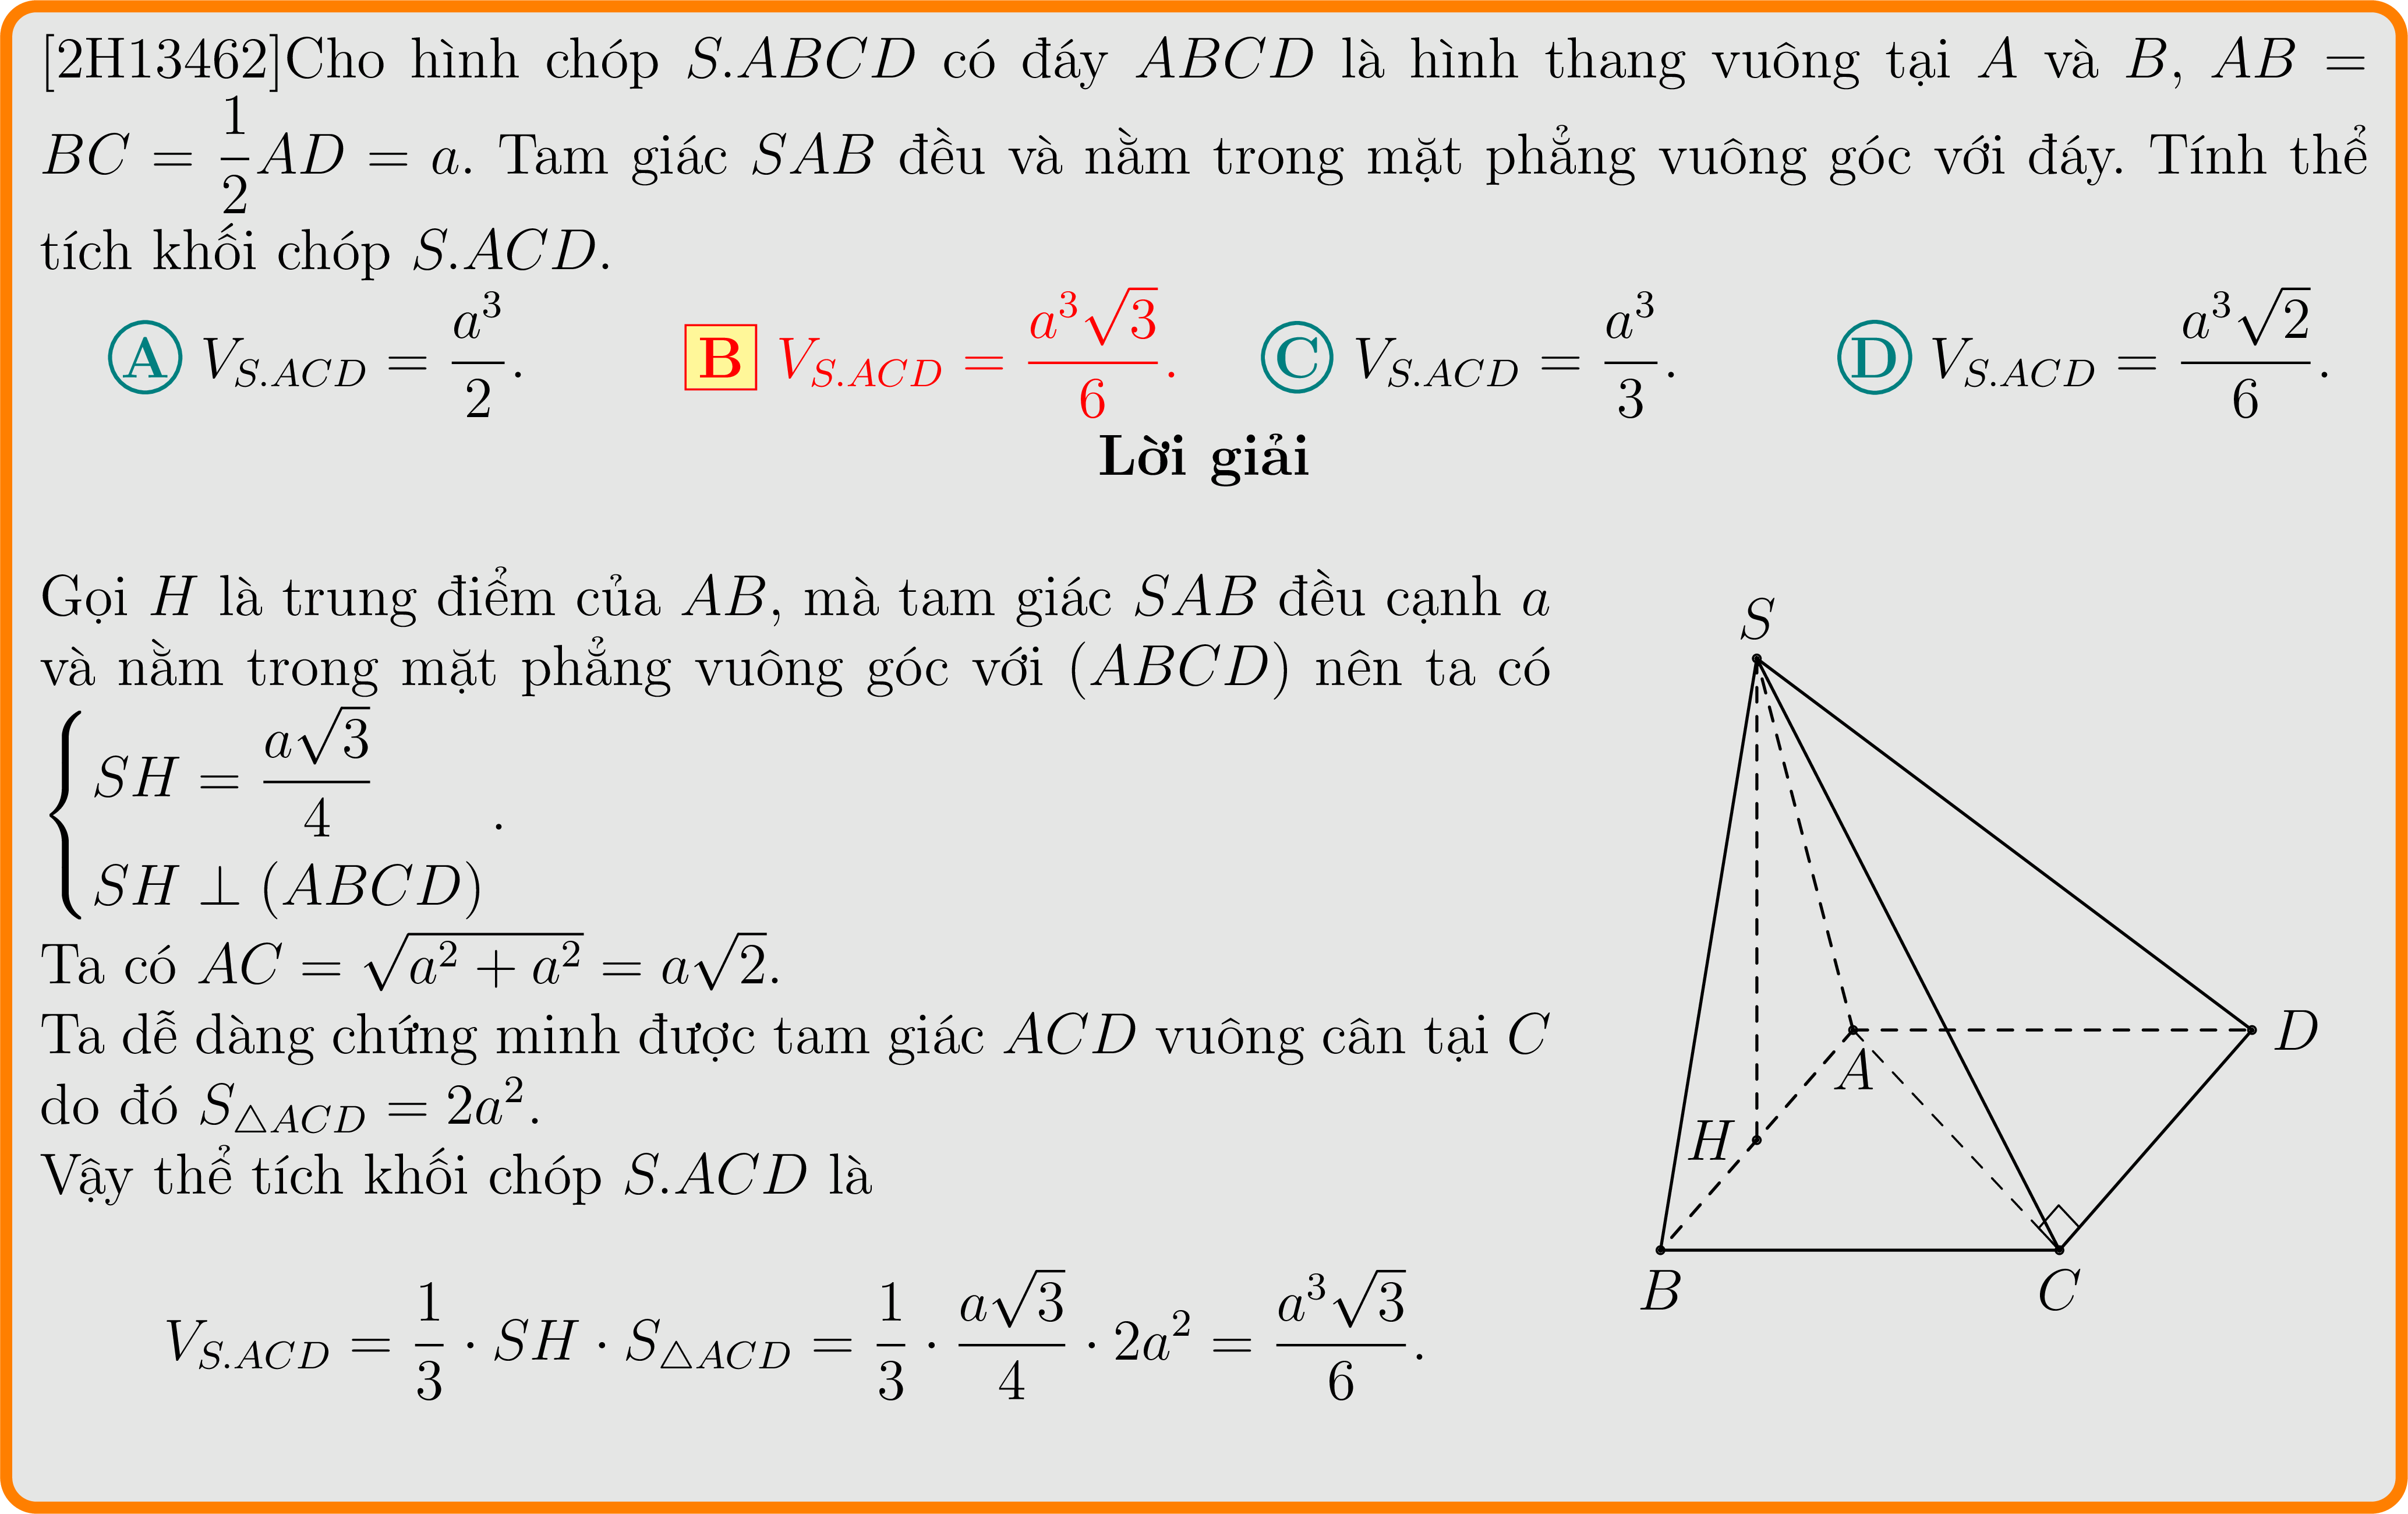 [2H13462]Cho hình chóp S.ABCD có đáy ABCD là hình thang vuông tại A và B, AB =
BC = \frac{1}{2}AD = a. Tam giác SAB đều và nằm trong mặt phẳng vuông góc với đáy. Tính thể
tích khối chóp S.ACD.
A V_{S.ACD} = \frac{a^3}{2}. B V_{S.ACD} = \frac{a^3\sqrt{3}}{6}. C V_{S.ACD} = \frac{a^3}{3}. D V_{S.ACD} = \frac{a^3\sqrt{2}}{6}.
Lời giải
Gọi H là trung điểm của AB, mà tam giác SAB đều cạnh a
và nằm trong mặt phẳng vuông góc với (ABCD) nên ta có
\begin{cases} SH = \frac{a\sqrt{3}}{4} \\ SH ⊥ (ABCD) \end{cases}.
Ta có AC = \sqrt{a^2 + a^2} = a\sqrt{2}.
Ta dễ dàng chứng minh được tam giác ACD vuông cân tại C
do đó S_{△ACD} = 2a^2.
Vậy thể tích khối chóp S.ACD là
V_{S.ACD} = \frac{1}{3} · SH · S_{△ACD} = \frac{1}{3} · \frac{a\sqrt{3}}{4} · 2a^2 = \frac{a^3\sqrt{3}}{6}.
S
D
A
H
B
C